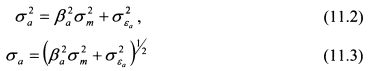 σ_a^2 = β_a^2 σ_m^2 + σ_{ε_a}^2 , (11.2)
σ_a = (β_a^2 σ_m^2 + σ_{ε_a}^2)^{1/2} (11.3)